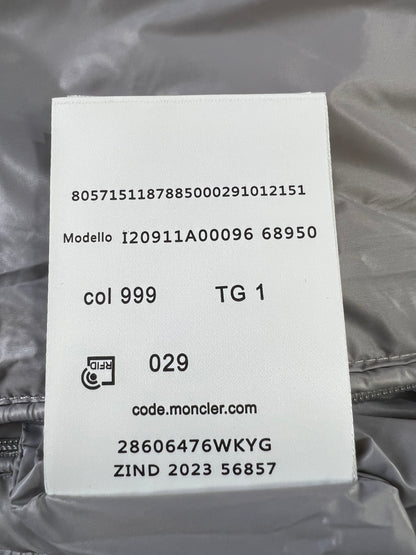 8057151187885000291012151
Modello I20911A00096 68950
col 999 TG 1
RFID 029
code.moncler.com
28606476WKYG
ZIND 2023 56857